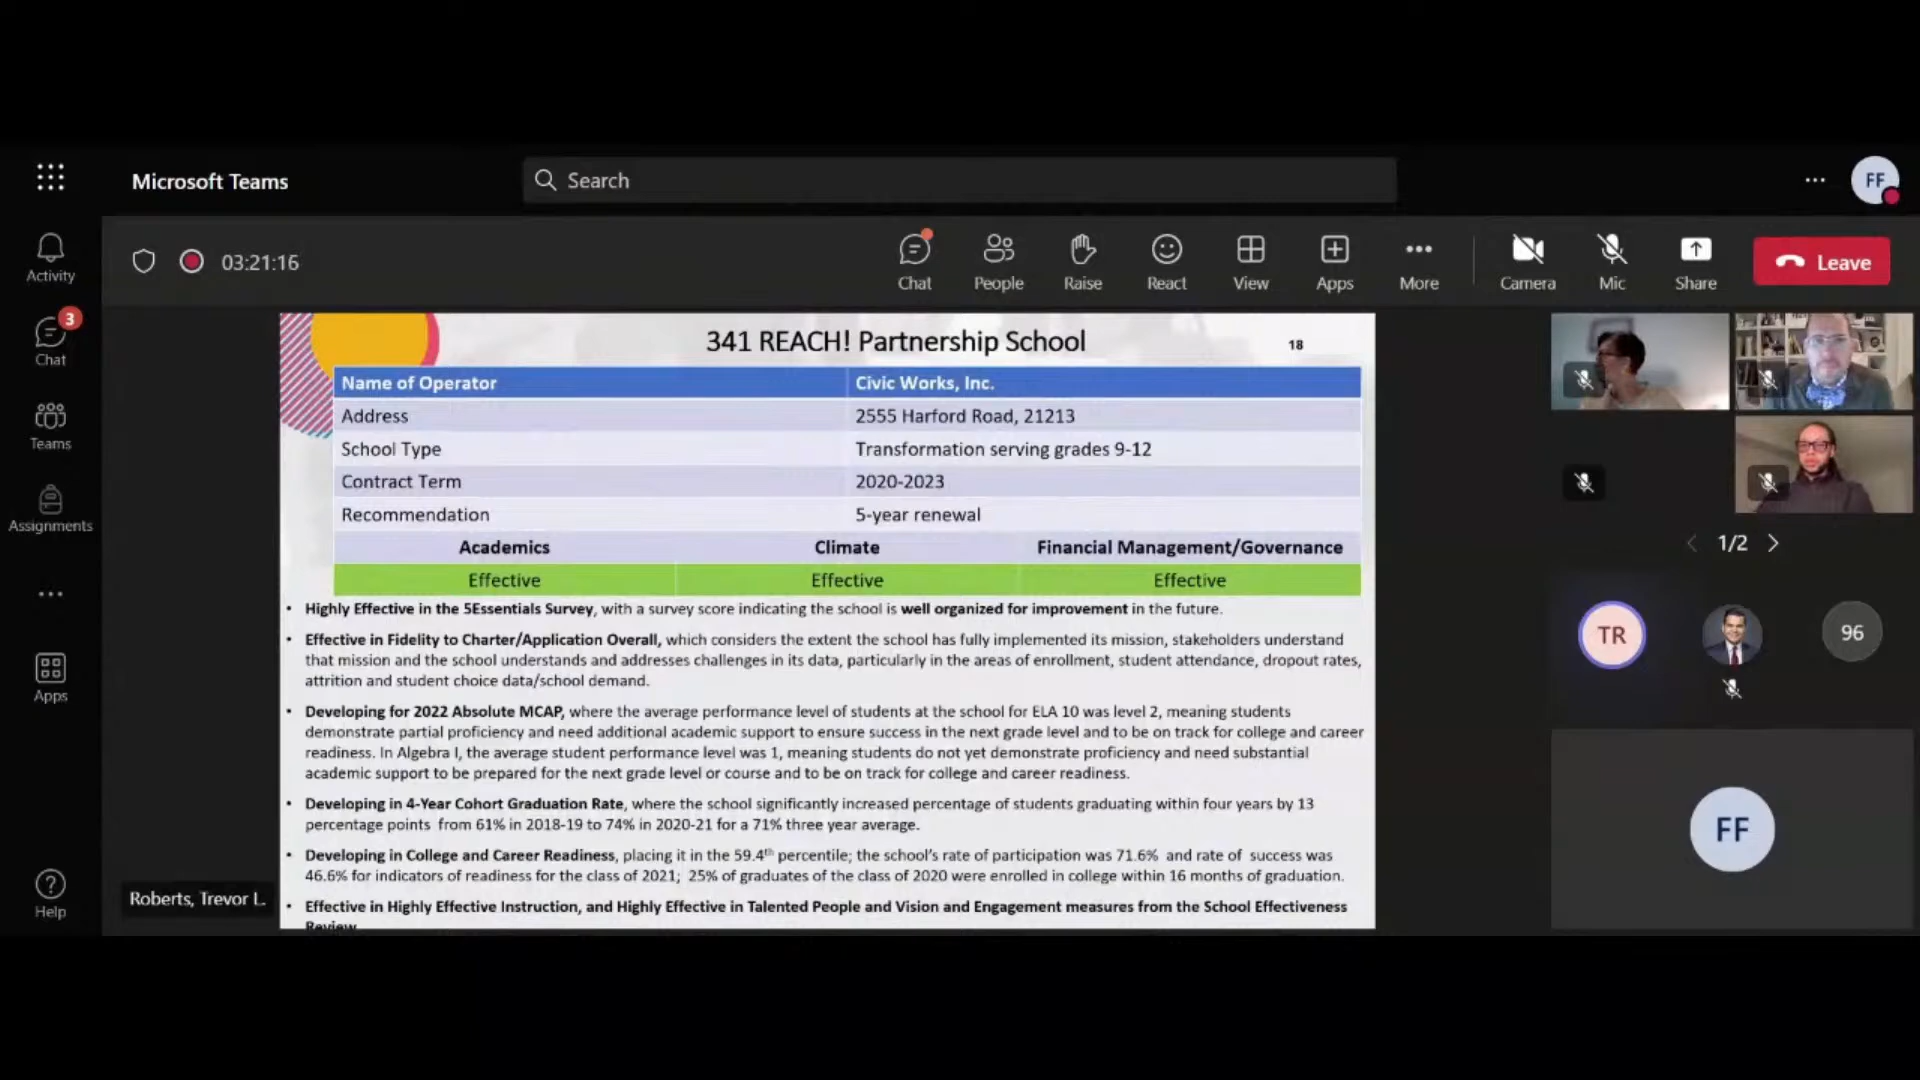 Microsoft Teams
Search
FF
Activity
03:21:16
Chat
People
Raise
React
View
Apps
More
Camera
Mic
Share
Leave
3
Chat
Teams
Assignments
Apps
Help
341 REACH! Partnership School
18
Name of Operator Civic Works, Inc.
Address 2555 Harford Road, 21213
School Type Transformation serving grades 9-12
Contract Term 2020-2023
Recommendation 5-year renewal
Academics Climate Financial Management/Governance
Effective Effective Effective
• Highly Effective in the 5Essentials Survey, with a survey score indicating the school is well organized for improvement in the future.
• Effective in Fidelity to Charter/Application Overall, which considers the extent the school has fully implemented its mission, stakeholders understand
that mission and the school understands and addresses challenges in its data, particularly in the areas of enrollment, student attendance, dropout rates,
attrition and student choice data/school demand.
• Developing for 2022 Absolute MCAP, where the average performance level of students at the school for ELA 10 was level 2, meaning students
demonstrate partial proficiency and need additional academic support to ensure success in the next grade level and to be on track for college and career
readiness. In Algebra I, the average student performance level was 1, meaning students do not yet demonstrate proficiency and need substantial
academic support to be prepared for the next grade level or course and to be on track for college and career readiness.
• Developing in 4-Year Cohort Graduation Rate, where the school significantly increased percentage of students graduating within four years by 13
percentage points from 61% in 2018-19 to 74% in 2020-21 for a 71% three year average.
• Developing in College and Career Readiness, placing it in the 59.4th percentile; the school's rate of participation was 71.6% and rate of success was
46.6% for indicators of readiness for the class of 2021; 25% of graduates of the class of 2020 were enrolled in college within 16 months of graduation.
• Effective in Highly Effective Instruction, and Highly Effective in Talented People and Vision and Engagement measures from the School Effectiveness
Review
Roberts, Trevor L.
1/2
TR
96
FF